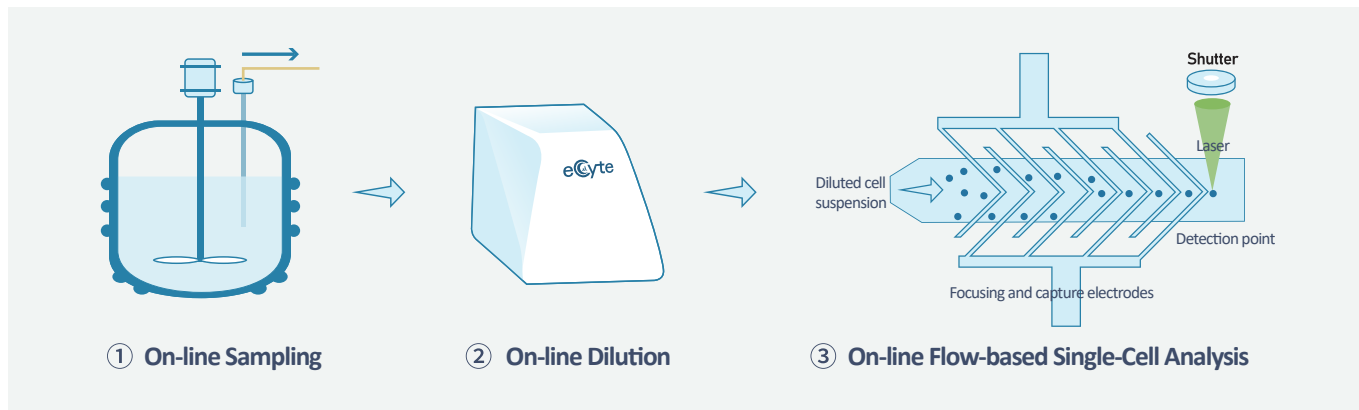 Shutter
Laser
eCyte
Diluted cell
suspension
Detection point
Focusing and capture electrodes
① On-line Sampling
② On-line Dilution
③ On-line Flow-based Single-Cell Analysis